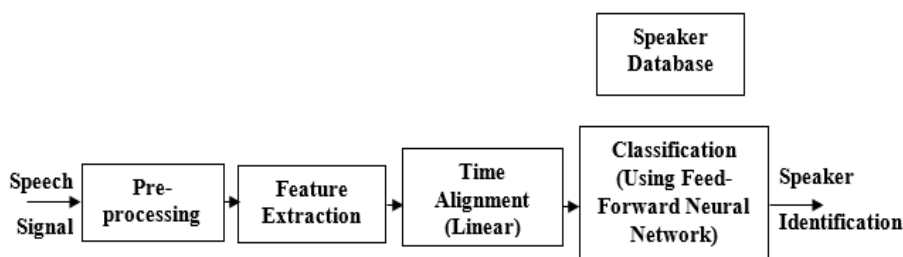 Speaker
Database
Speech
Signal
Pre-
processing
Feature
Extraction
Time
Alignment
(Linear)
Classification
(Using Feed-
Forward Neural
Network)
Speaker
Identification